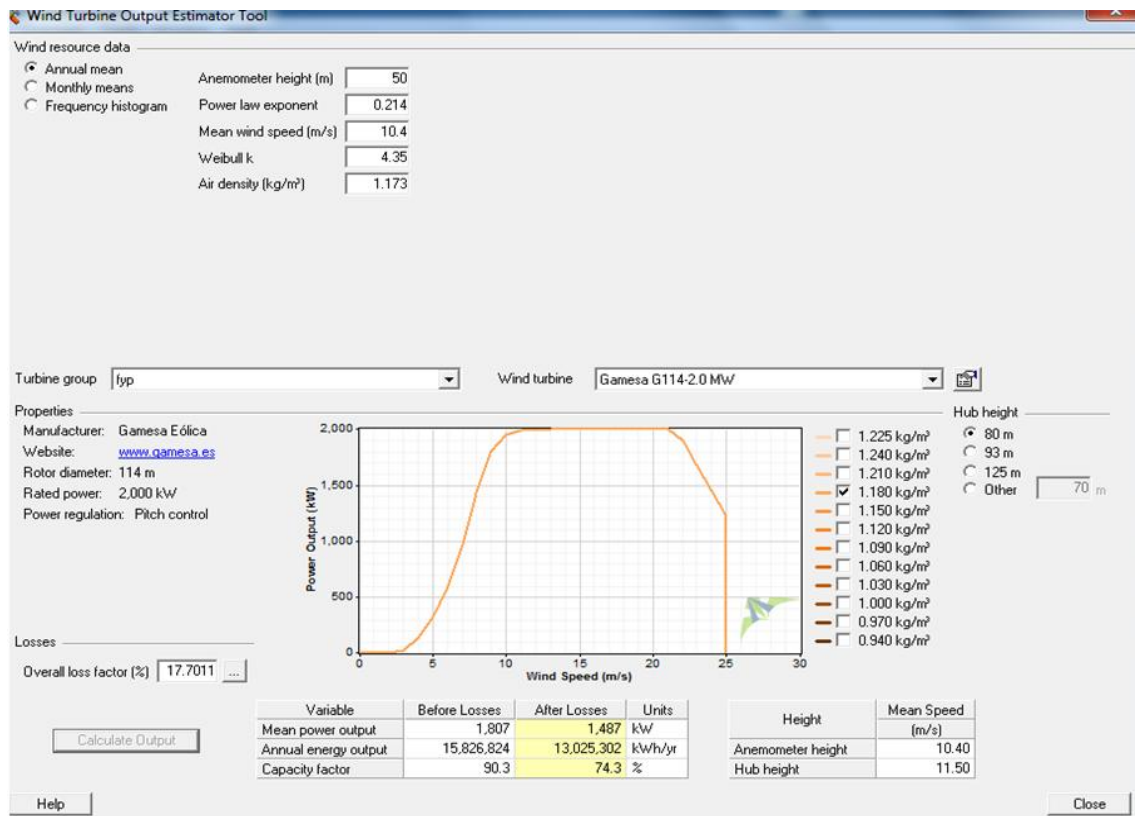 Wind Turbine Output Estimator Tool
Wind resource data
Annual mean
Monthly means
Frequency histogram
Anemometer height (m) 50
Power law exponent 0.214
Mean wind speed (m/s) 10.4
Weibull k 4.35
Air density (kg/m³) 1.173
Turbine group fyp
Wind turbine Gamesa G114-2.0 MW
Properties
Manufacturer: Gamesa Eólica
Website: www.gamesa.es
Rotor diameter: 114 m
Rated power: 2,000 kW
Power regulation: Pitch control
Power Output (kW)
2,000
1,500
1,000
500
0
0 5 10 15 20 25 30
Wind Speed (m/s)
1.225 kg/m³
1.240 kg/m³
1.210 kg/m³
1.180 kg/m³
1.150 kg/m³
1.120 kg/m³
1.090 kg/m³
1.060 kg/m³
1.030 kg/m³
1.000 kg/m³
0.970 kg/m³
0.940 kg/m³
Hub height
80 m
93 m
125 m
Other 70 m
Losses
Overall loss factor (%) 17.7011 ...
Calculate Output
Variable Before Losses After Losses Units
Mean power output 1,807 1,487 kW
Annual energy output 15,826,824 13,025,302 kWh/yr
Capacity factor 90.3 74.3 %
Height Mean Speed
(m/s)
Anemometer height 10.40
Hub height 11.50
Help
Close